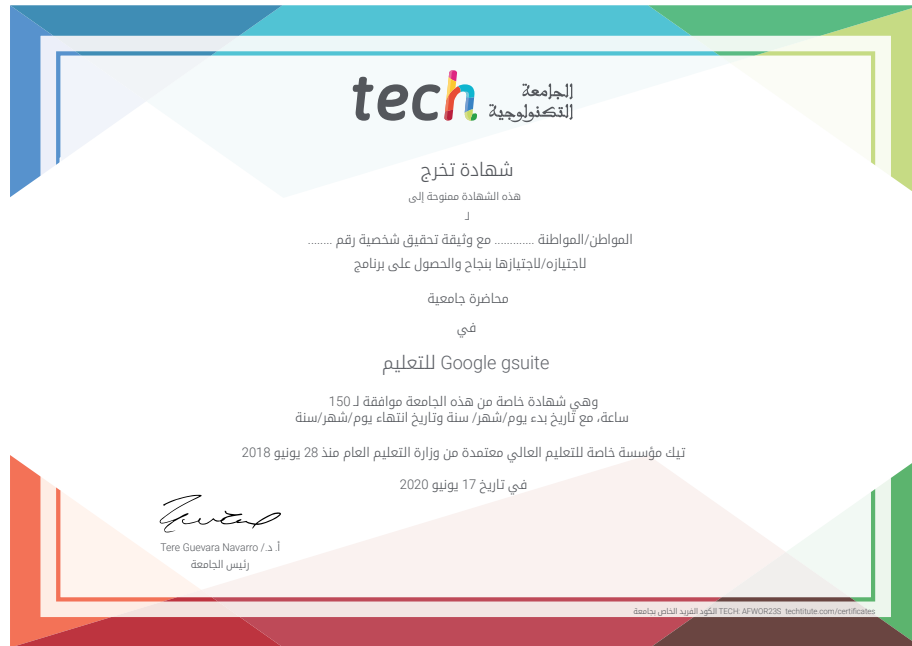 tech الجامعة
التكنولوجية
شهادة تخرج
هذه الشهادة ممنوحة إلى
لـ
المواطن/المواطنة ............ مع وثيقة تحقيق شخصية رقم ........
لاجتيازه/لاجتيازها بنجاح والحصول على برنامج
محاضرة جامعية
في
Google gsuite للتعليم
وهي شهادة خاصة من هذه الجامعة موافقة لـ 150
ساعة، مع تاريخ بدء يوم/شهر/ سنة وتاريخ انتهاء يوم/شهر/سنة
تيك مؤسسة خاصة للتعليم العالي معتمدة من وزارة التعليم العام منذ 28 يونيو 2018
في تاريخ 17 يونيو 2020
أ. د./ Tere Guevara Navarro
رئيس الجامعة
الكود الفريد الخاص بجامعة TECH: AFWOR23S techtitute.com/certificates